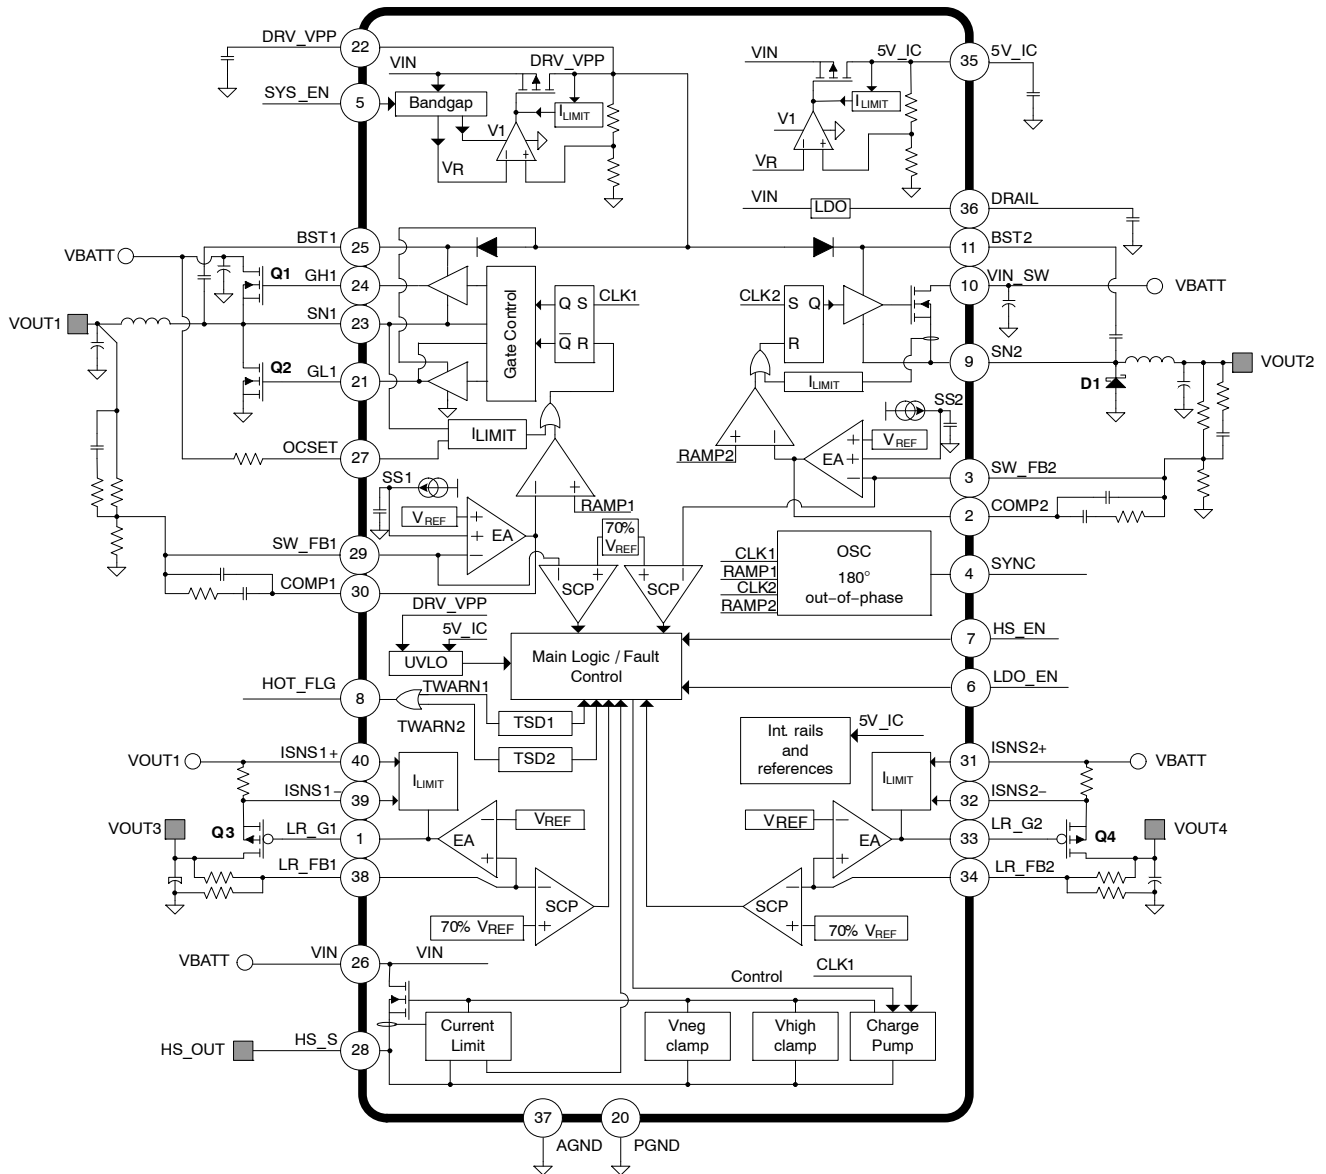 DRV_VPP
22
VIN
DRV_VPP
VIN
5V_IC
35
5V_IC
SYS_EN
5
Bandgap
ILIMIT
V1
ILIMIT
V1
VR
VR
VIN
LDO
36
DRAIL
BST1
25
11
BST2
VBATT
Q1
GH1
24
VIN_SW
10
VBATT
Gate Control
Q S
CLK1
CLK2
S Q
VOUT1
SN1
23
Q R
R
SN2
9
VOUT2
Q2
GL1
21
ILIMIT
D1
SS2
OCSET
27
ILIMIT
VREF
RAMP2
EA
SW_FB2
3
SS1
RAMP1
COMP2
2
VREF
EA
70%
VREF
SW_FB1
29
OSC
180°
out-of-phase
CLK1
RAMP1
CLK2
RAMP2
4
SYNC
COMP1
30
SCP
SCP
DRV_VPP
5V_IC
UVLO
Main Logic / Fault
Control
7
HS_EN
HOT_FLG
8
TWARN1
6
LDO_EN
TWARN2
TSD1
TSD2
Int. rails
and
references
5V_IC
VOUT1
ISNS1+
40
ILIMIT
ILIMIT
31
ISNS2+
VBATT
ISNS1−
39
32
ISNS2−
VOUT3
Q3
LR_G1
1
EA
VREF
VREF
EA
33
LR_G2
Q4
VOUT4
LR_FB1
38
34
LR_FB2
SCP
70% VREF
SCP
70% VREF
VBATT
VIN
26
VIN
Control
CLK1
HS_OUT
HS_S
28
Current
Limit
Vneg
clamp
Vhigh
clamp
Charge
Pump
37
AGND
20
PGND